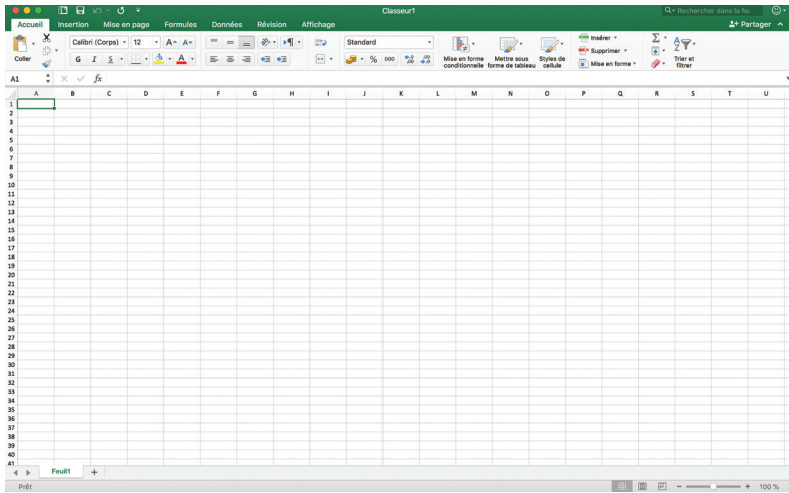 Classeur1
Rechercher dans la feu
Accueil Insertion Mise en page Formules Données Révision Affichage
Partager
Calibri (Corps) 12 A A
Standard
Insérer
Supprimer
Mise en forme
Coller
G I S A
% 000
Mise en forme conditionnelle
Mettre sous forme de tableau
Styles de cellule
Trier et filtrer
A1 fx
A B C D E F G H I J K L M N O P Q R S T U
1
2
3
4
5
6
7
8
9
10
11
12
13
14
15
16
17
18
19
20
21
22
23
24
25
26
27
28
29
30
31
32
33
34
35
36
37
38
39
40
41
Feuil1 +
Prêt
100 %